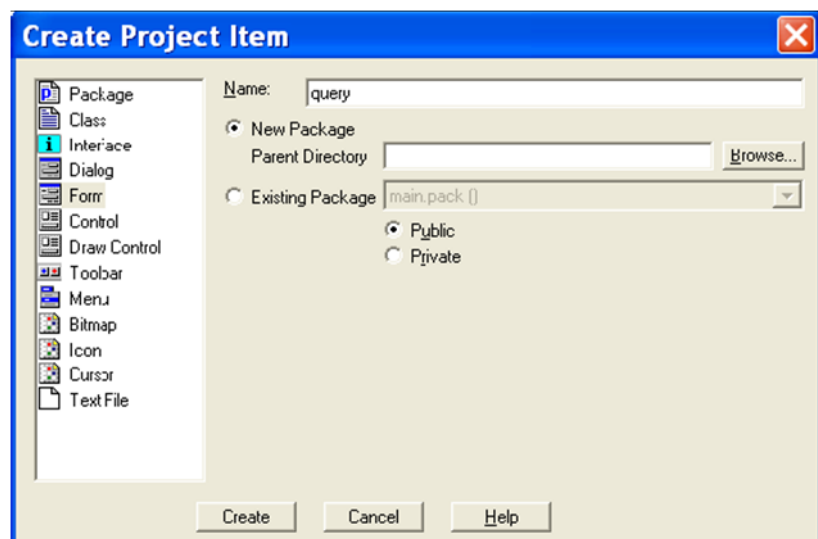 Create Project Item
Package
Class
Interface
Dialog
Form
Control
Draw Control
Toolbar
Menu
Bitmap
Icon
Cursor
Text File
Name: query
New Package
Parent Directory Browse...
Existing Package main.pack ()
Public
Private
Create Cancel Help